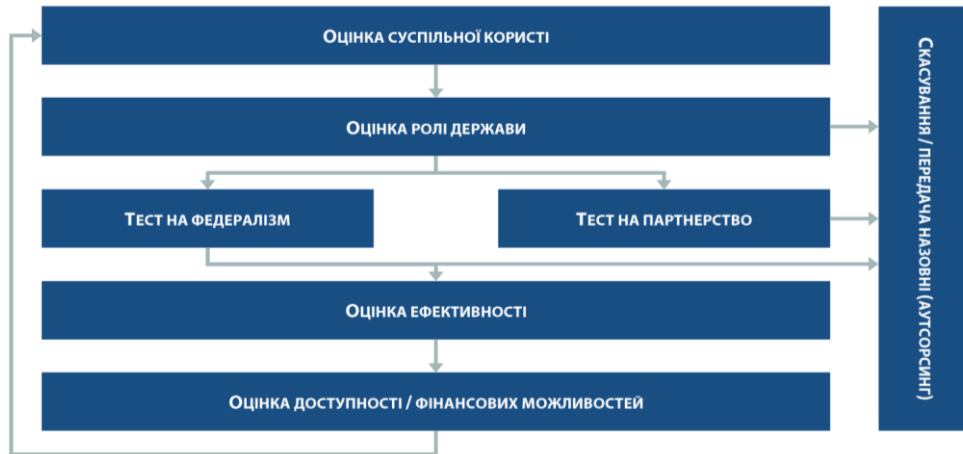 ОЦІНКА СУСПІЛЬНОЇ КОРИСТІ
ОЦІНКА РОЛІ ДЕРЖАВИ
ТЕСТ НА ФЕДЕРАЛІЗМ
ТЕСТ НА ПАРТНЕРСТВО
ОЦІНКА ЕФЕКТИВНОСТІ
ОЦІНКА ДОСТУПНОСТІ / ФІНАНСОВИХ МОЖЛИВОСТЕЙ
СКАСУВАННЯ / ПЕРЕДАЧА НАЗОВНІ (АУТСОРСИНГ)